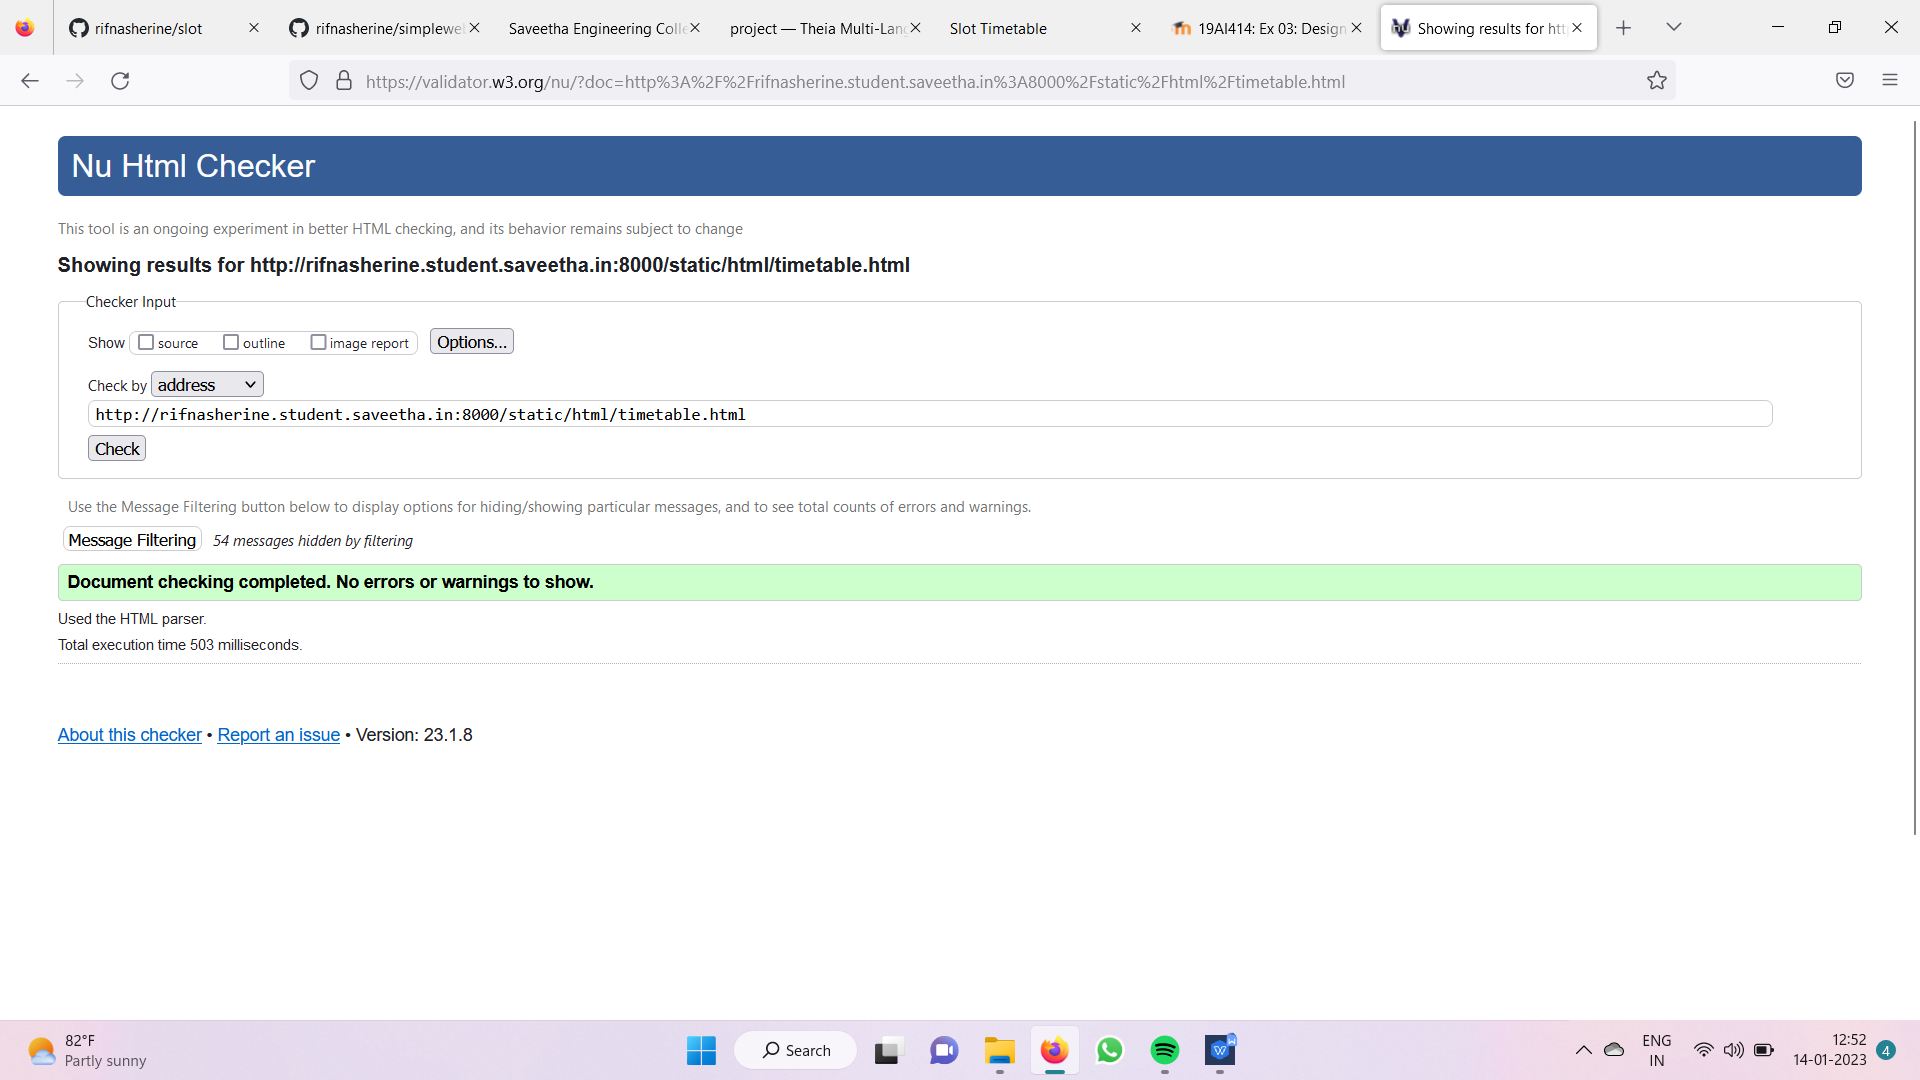 rifnasherine/slot
rifnasherine/simplewe
Saveetha Engineering Colle
project — Theia Multi-Lang
Slot Timetable
19AI414: Ex 03: Design
Showing results for htt
https://validator.w3.org/nu/?doc=http%3A%2F%2Frifnasherine.student.saveetha.in%3A8000%2Fstatic%2Fhtml%2Ftimetable.html
Nu Html Checker
This tool is an ongoing experiment in better HTML checking, and its behavior remains subject to change
Showing results for http://rifnasherine.student.saveetha.in:8000/static/html/timetable.html
Checker Input
Show source outline image report Options...
Check by address
http://rifnasherine.student.saveetha.in:8000/static/html/timetable.html
Check
Use the Message Filtering button below to display options for hiding/showing particular messages, and to see total counts of errors and warnings.
Message Filtering 54 messages hidden by filtering
Document checking completed. No errors or warnings to show.
Used the HTML parser.
Total execution time 503 milliseconds.
About this checker • Report an issue • Version: 23.1.8
82°F
Partly sunny
Search
ENG
IN
12:52
14-01-2023
4